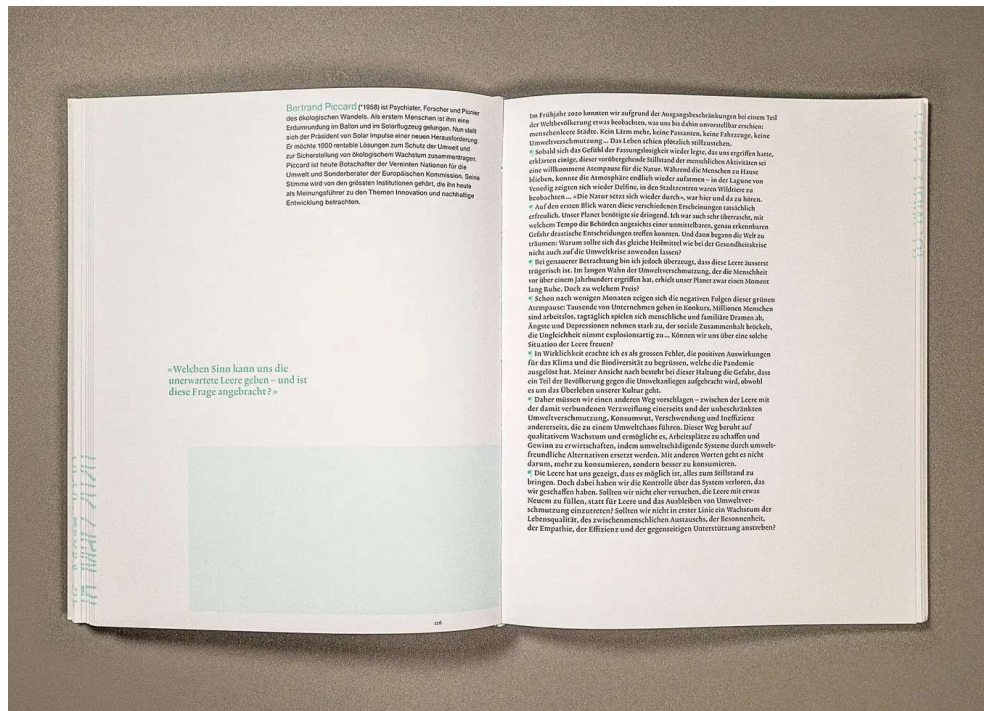 Bertrand Piccard (*1958) ist Psychiater, Forscher und Pionier
des ökologischen Wandels. Als erstem Menschen ist ihm eine
Erdumrundung im Ballon und im Solarflugzeug gelungen. Nun stellt
sich der Präsident von Solar Impulse einer neuen Herausforderung:
Er möchte 1000 rentable Lösungen zum Schutz der Umwelt und
zur Sicherstellung von ökologischem Wachstum zusammentragen.
Piccard ist heute Botschafter der Vereinten Nationen für die
Umwelt und Sonderberater der Europäischen Kommission. Seine
Stimme wird von den grössten Institutionen gehört, die ihn heute
als Meinungsführer zu den Themen Innovation und nachhaltige
Entwicklung betrachten.
«Welchen Sinn kann uns die
unerwartete Leere geben – und ist
diese Frage angebracht?»
126
Im Frühjahr 2020 konnten wir aufgrund der Ausgangsbeschränkungen bei einem Teil
der Weltbevölkerung etwas beobachten, was uns bis dahin unvorstellbar erschien:
menschenleere Städte. Kein Lärm mehr, keine Passanten, keine Fahrzeuge, keine
Umweltverschmutzung... Das Leben schien plötzlich stillzustehen.
¶ Sobald sich das Gefühl der Fassungslosigkeit wieder legte, das uns ergriffen hatte,
erklärten einige, dieser vorübergehende Stillstand der menschlichen Aktivitäten sei
eine willkommene Atempause für die Natur. Während die Menschen zu Hause
blieben, konnte die Atmosphäre endlich wieder aufatmen – in der Lagune von
Venedig zeigten sich wieder Delfine, in den Stadtzentren waren Wildtiere zu
beobachten... «Die Natur setzt sich wieder durch», war hier und da zu hören.
¶ Auf den ersten Blick waren diese verschiedenen Erscheinungen tatsächlich
erfreulich. Unser Planet benötigte sie dringend. Ich war auch sehr überrascht, mit
welchem Tempo die Behörden angesichts einer unmittelbaren, genau erkennbaren
Gefahr drastische Entscheidungen treffen konnten. Und dann begann die Welt zu
träumen: Warum sollte sich das gleiche Heilmittel wie bei der Gesundheitskrise
nicht auch auf die Umweltkrise anwenden lassen?
¶ Bei genauerer Betrachtung bin ich jedoch überzeugt, dass diese Leere äusserst
trügerisch ist. Im langen Wahn der Umweltverschmutzung, der die Menschheit
vor über einem Jahrhundert ergriffen hat, erhielt unser Planet zwar einen Moment
lang Ruhe. Doch zu welchem Preis?
¶ Schon nach wenigen Monaten zeigen sich die negativen Folgen dieser grünen
Atempause: Tausende von Unternehmen gehen in Konkurs, Millionen Menschen
sind arbeitslos, tagtäglich spielen sich menschliche und familiäre Dramen ab,
Ängste und Depressionen nehmen stark zu, der soziale Zusammenhalt bröckelt,
die Ungleichheit nimmt explosionsartig zu... Können wir uns über eine solche
Situation der Leere freuen?
¶ In Wirklichkeit erachte ich es als grossen Fehler, die positiven Auswirkungen
für das Klima und die Biodiversität zu begrüssen, welche die Pandemie
ausgelöst hat. Meiner Ansicht nach besteht bei dieser Haltung die Gefahr, dass
ein Teil der Bevölkerung gegen die Umweltanliegen aufgebracht wird, obwohl
es um das Überleben unserer Kultur geht.
¶ Daher müssen wir einen anderen Weg vorschlagen – zwischen der Leere mit
der damit verbundenen Verzweiflung einerseits und der unbeschränkten
Umweltverschmutzung, Konsumwut, Verschwendung und Ineffizienz
andererseits, die zu einem Umweltchaos führen. Dieser Weg beruht auf
qualitativem Wachstum und ermöglicht es, Arbeitsplätze zu schaffen und
Gewinn zu erwirtschaften, indem umweltschädigende Systeme durch umwelt-
freundliche Alternativen ersetzt werden. Mit anderen Worten geht es nicht
darum, mehr zu konsumieren, sondern besser zu konsumieren.
¶ Die Leere hat uns gezeigt, dass es möglich ist, alles zum Stillstand zu
bringen. Doch dabei haben wir die Kontrolle über das System verloren, das
wir geschaffen haben. Sollten wir nicht eher versuchen, die Leere mit etwas
Neuem zu füllen, statt für Leere und das Ausbleiben von Umweltver-
schmutzung einzutreten? Sollten wir nicht in erster Linie ein Wachstum der
Lebensqualität, des zwischenmenschlichen Austauschs, der Besonnenheit,
der Empathie, der Effizienz und der gegenseitigen Unterstützung anstreben?